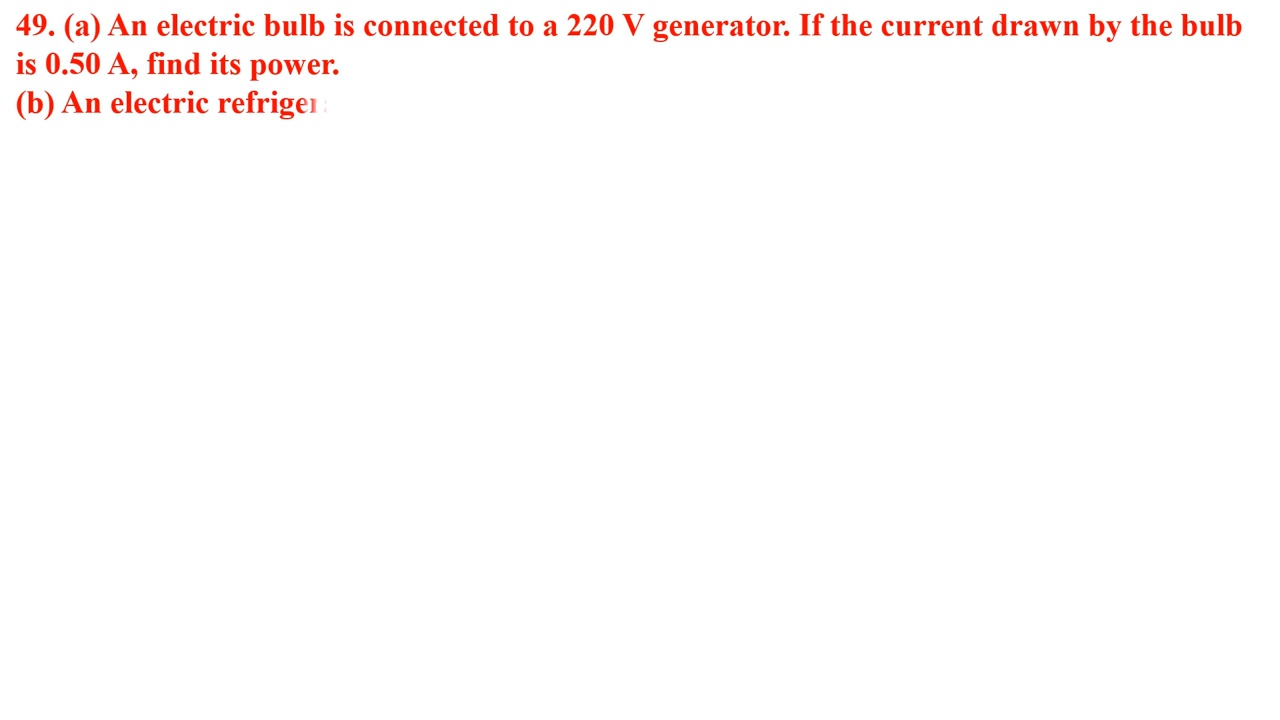 49. (a) An electric bulb is connected to a 220 V generator. If the current drawn by the bulb
is 0.50 A, find its power.
(b) An electric